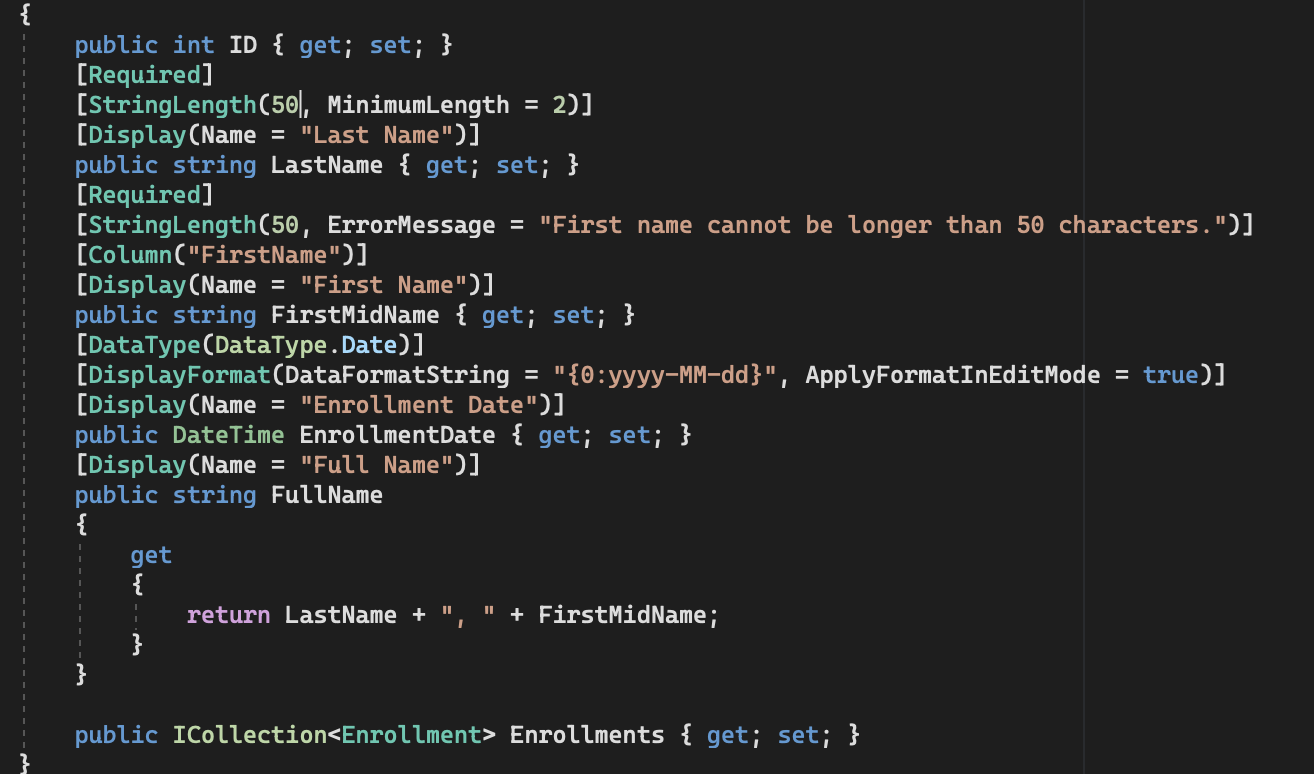 {
    public int ID { get; set; }
    [Required]
    [StringLength(50, MinimumLength = 2)]
    [Display(Name = "Last Name")]
    public string LastName { get; set; }
    [Required]
    [StringLength(50, ErrorMessage = "First name cannot be longer than 50 characters.")]
    [Column("FirstName")]
    [Display(Name = "First Name")]
    public string FirstMidName { get; set; }
    [DataType(DataType.Date)]
    [DisplayFormat(DataFormatString = "{0:yyyy-MM-dd}", ApplyFormatInEditMode = true)]
    [Display(Name = "Enrollment Date")]
    public DateTime EnrollmentDate { get; set; }
    [Display(Name = "Full Name")]
    public string FullName
    {
        get
        {
            return LastName + ", " + FirstMidName;
        }
    }

    public ICollection<Enrollment> Enrollments { get; set; }
}